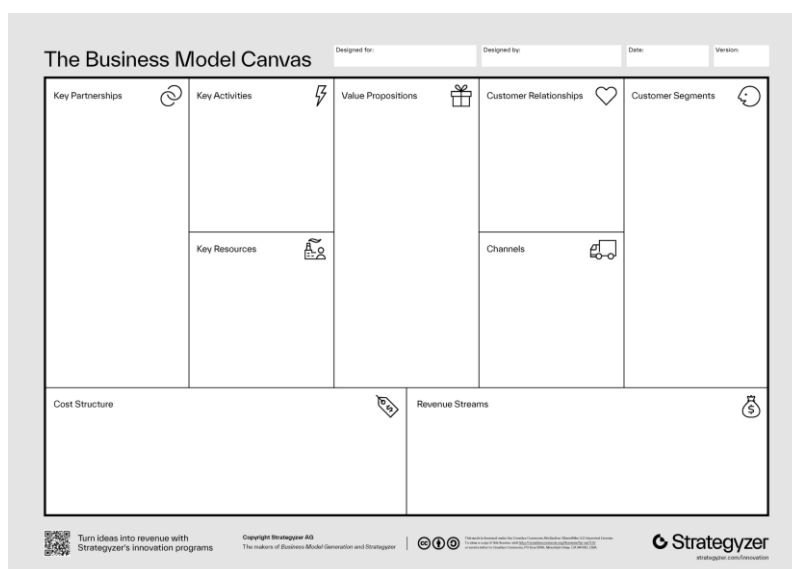 The Business Model Canvas
Designed for:
Designed by:
Date:
Version:
Key Partnerships
Key Activities
Value Propositions
Customer Relationships
Customer Segments
Key Resources
Channels
Cost Structure
Revenue Streams
Turn ideas into revenue with
Strategyzer's innovation programs
Copyright Strategyzer AG
The makers of Business Model Generation and Strategyzer
Strategyzer
strategyzer.com/innovation